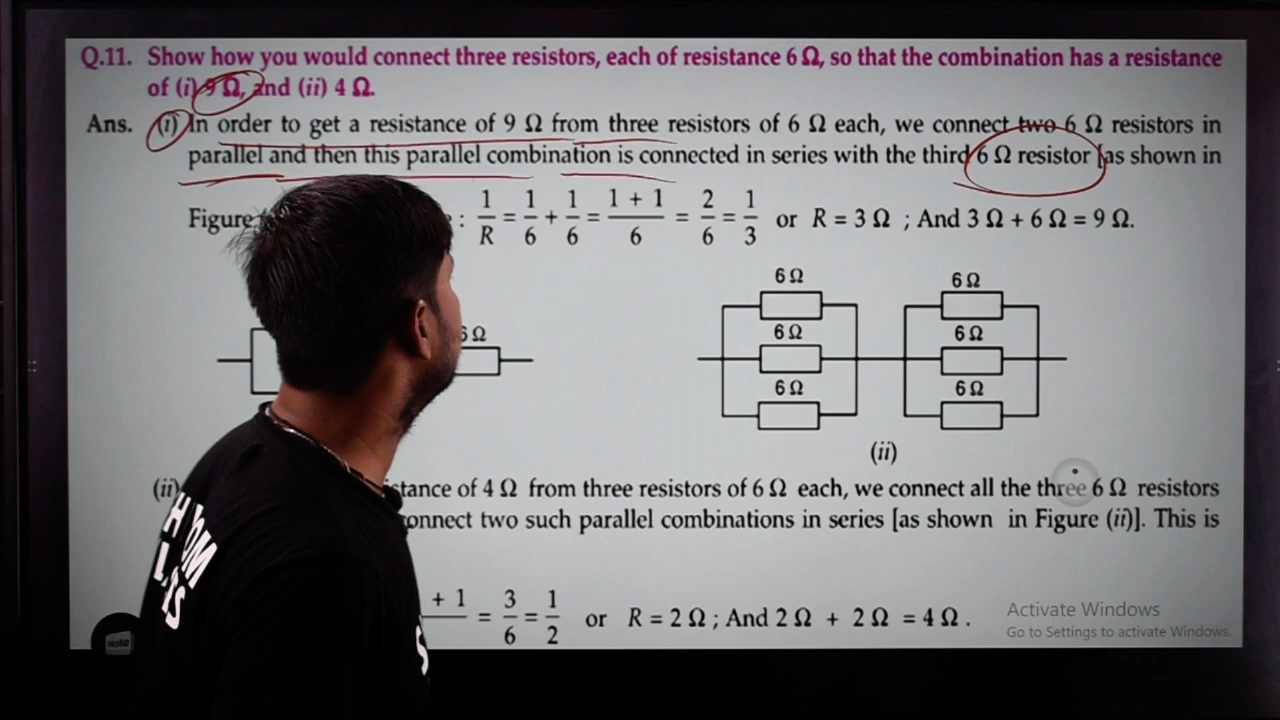 Q.11. Show how you would connect three resistors, each of resistance 6 Ω, so that the combination has a resistance
of (i) 9 Ω, and (ii) 4 Ω.
Ans. (i) In order to get a resistance of 9 Ω from three resistors of 6 Ω each, we connect two 6 Ω resistors in
parallel and then this parallel combination is connected in series with the third 6 Ω resistor [as shown in
Figure : 1/R = 1/6 + 1/6 = 1 + 1/6 = 2/6 = 1/3 or R = 3 Ω ; And 3 Ω + 6 Ω = 9 Ω.
6 Ω 6 Ω
6 Ω 6 Ω 6 Ω
6 Ω 6 Ω
(ii)
(ii) of 4 Ω from three resistors of 6 Ω each, we connect all the three 6 Ω resistors
two such parallel combinations in series [as shown in Figure (ii)]. This is
+ 1 = 3/6 = 1/2 or R = 2 Ω ; And 2 Ω + 2 Ω = 4 Ω .
Activate Windows
Go to Settings to activate Windows.
Note